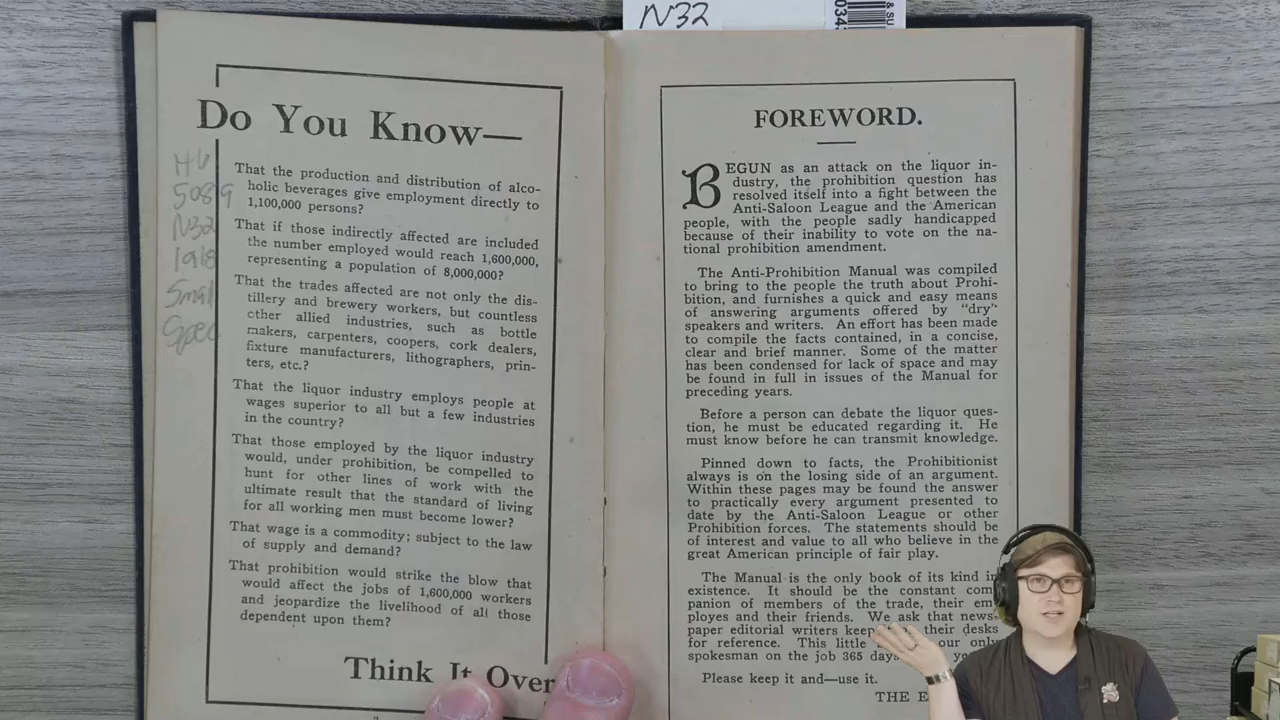 N32
& SU
034
Do You Know—
H6
5089
N32
1918
Small
Spec
That the production and distribution of alco-
holic beverages give employment directly to
1,100,000 persons?
That if those indirectly affected are included
the number employed would reach 1,600,000,
representing a population of 8,000,000?
That the trades affected are not only the dis-
tillery and brewery workers, but countless
other allied industries, such as bottle
makers, carpenters, coopers, cork dealers,
fixture manufacturers, lithographers, prin-
ters, etc.?
That the liquor industry employs people at
wages superior to all but a few industries
in the country?
That those employed by the liquor industry
would, under prohibition, be compelled to
hunt for other lines of work with the
ultimate result that the standard of living
for all working men must become lower?
That wage is a commodity; subject to the law
of supply and demand?
That prohibition would strike the blow that
would affect the jobs of 1,600,000 workers
and jeopardize the livelihood of all those
dependent upon them?
Think It Over
FOREWORD.
BEGUN as an attack on the liquor in-
dustry, the prohibition question has
resolved itself into a fight between the
Anti-Saloon League and the American
people, with the people sadly handicapped
because of their inability to vote on the na-
tional prohibition amendment.
The Anti-Prohibition Manual was compiled
to bring to the people the truth about Prohi-
bition, and furnishes a quick and easy means
of answering arguments offered by "dry"
speakers and writers. An effort has been made
to compile the facts contained, in a concise,
clear and brief manner. Some of the matter
has been condensed for lack of space and may
be found in full in issues of the Manual for
preceding years.
Before a person can debate the liquor ques-
tion, he must be educated regarding it. He
must know before he can transmit knowledge.
Pinned down to facts, the Prohibitionist
always is on the losing side of an argument.
Within these pages may be found the answer
to practically every argument presented to
date by the Anti-Saloon League or other
Prohibition forces. The statements should be
of interest and value to all who believe in the
great American principle of fair play.
The Manual is the only book of its kind in
existence. It should be the constant com
panion of members of the trade, their em
ployes and their friends. We ask that news-
paper editorial writers keep their desks
for reference. This little our only
spokesman on the job 365 days
Please keep it and—use it.
THE